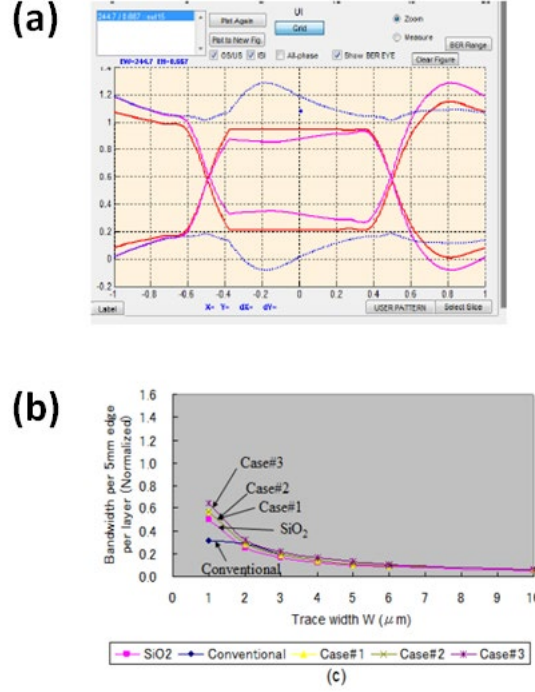 (a)
244.7 / 0.667 : out15
Plot Again
UI
Grid
Zoom
Plot to New Fig.
Measure
BER Range
OS/US
ISI
All-phase
Show BER EYE
Clear Figure
EW=244.7 EH=0.667
1.4
1.2
1
0.8
0.6
0.4
0.2
0
-0.2
-1 -0.8 -0.6 -0.4 -0.2 0 0.2 0.4 0.6 0.8 1
Label
X= Y= dX= dY=
USER PATTERN
Select Slice
(b)
Bandwidth per 5mm edge
per layer (Normalized)
1.6
1.4
1.2
1.0
0.8
0.6
0.4
0.2
0.0
Case#3
Case#2
Case#1
SiO2
Conventional
0 1 2 3 4 5 6 7 8 9 10
Trace width W (μm)
SiO2 Conventional Case#1 Case#2 Case#3
(c)